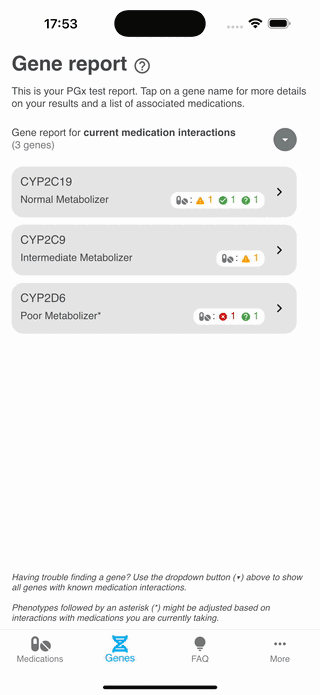 17:53
Gene report ?
This is your PGx test report. Tap on a gene name for more details
on your results and a list of associated medications.
Gene report for current medication interactions
(3 genes)
CYP2C19
Normal Metabolizer
: 1 1 ? 1
CYP2C9
Intermediate Metabolizer
: 1
CYP2D6
Poor Metabolizer*
: 1 ? 1
Having trouble finding a gene? Use the dropdown button (▾) above to show
all genes with known medication interactions.
Phenotypes followed by an asterisk (*) might be adjusted based on
interactions with medications you are currently taking.
Medications Genes FAQ More